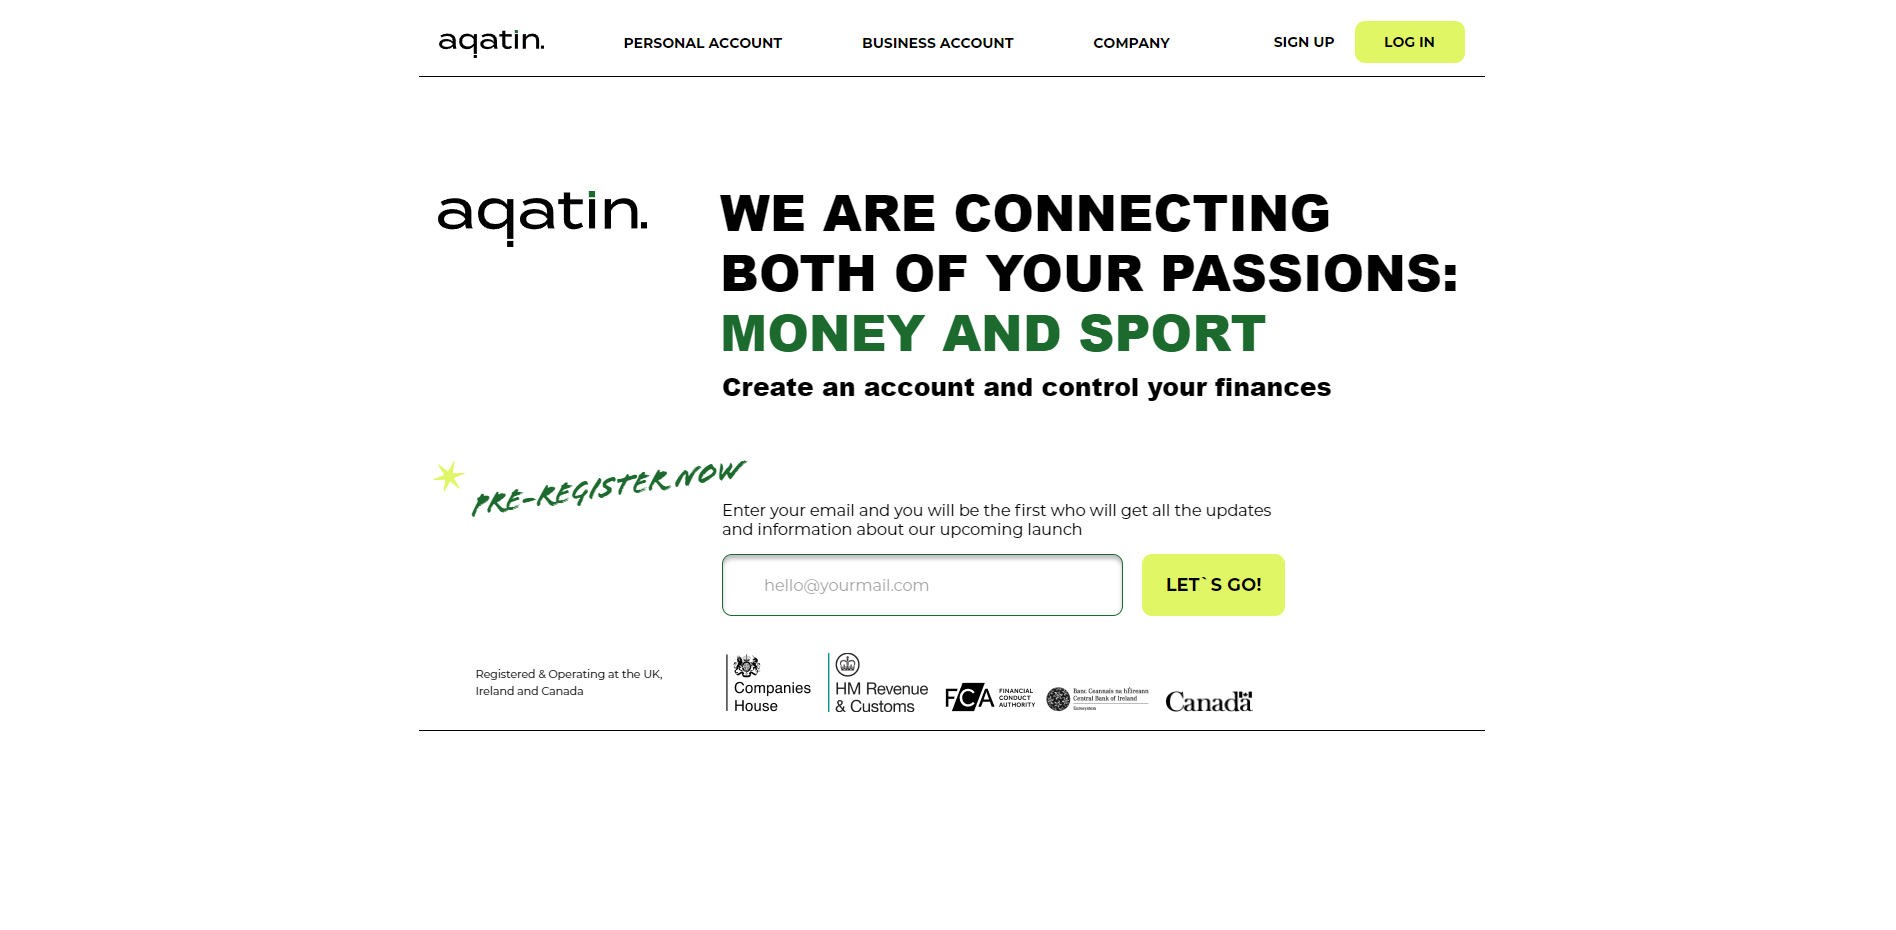 aqatin.
PERSONAL ACCOUNT
BUSINESS ACCOUNT
COMPANY
SIGN UP
LOG IN
aqatin.
WE ARE CONNECTING
BOTH OF YOUR PASSIONS:
MONEY AND SPORT
Create an account and control your finances
PRE-REGISTER NOW
Enter your email and you will be the first who will get all the updates
and information about our upcoming launch
hello@yourmail.com
LET`S GO!
Registered & Operating at the UK,
Ireland and Canada
Companies
House
HM Revenue
& Customs
FCA
FINANCIAL
CONDUCT
AUTHORITY
Banc Ceannais na hÉireann
Central Bank of Ireland
Eurosystem
Canada